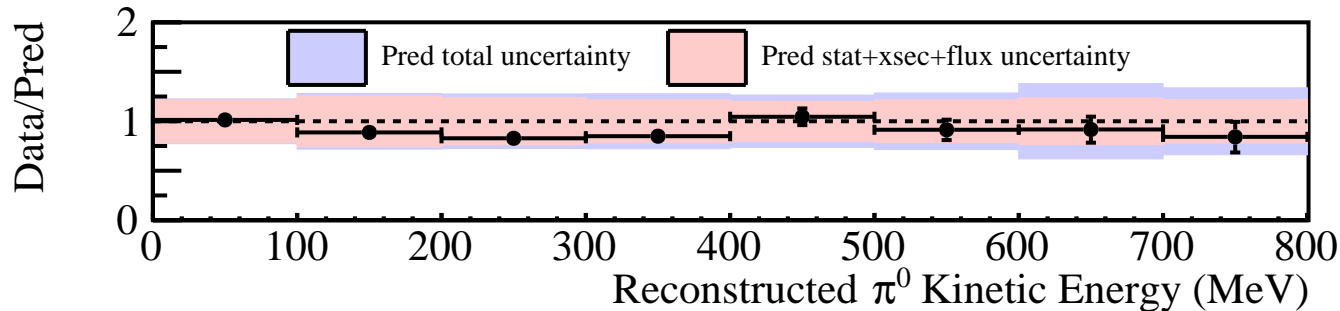 2
Pred total uncertainty
Pred stat+xsec+flux uncertainty
Data/Pred
1
0
0 100 200 300 400 500 600 700 800
Reconstructed π⁰ Kinetic Energy (MeV)